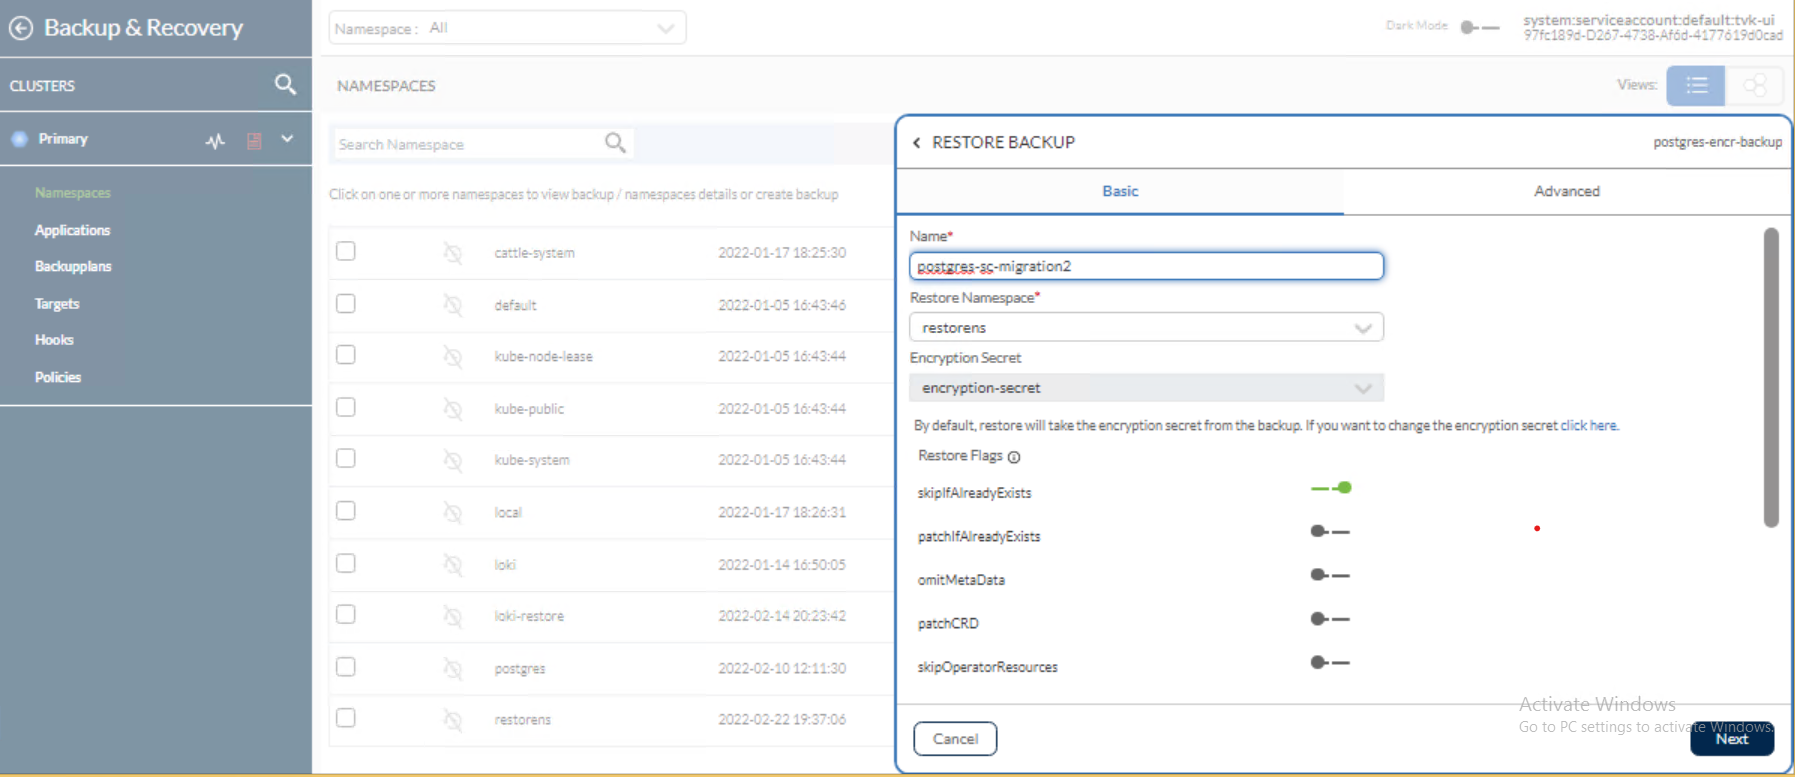 Backup & Recovery
Namespace : All
Dark Mode
system:serviceaccount:default:tvk-ui
97fc189d-D267-4738-Af6d-4177619d0cad
CLUSTERS
NAMESPACES
Views:
Primary
Search Namespace
Click on one or more namespaces to view backup / namespaces details or create backup
Namespaces
Applications
Backupplans
Targets
Hooks
Policies
cattle-system 2022-01-17 18:25:30
default 2022-01-05 16:43:46
kube-node-lease 2022-01-05 16:43:44
kube-public 2022-01-05 16:43:44
kube-system 2022-01-05 16:43:44
local 2022-01-17 18:26:31
loki 2022-01-14 16:50:05
loki-restore 2022-02-14 20:23:42
postgres 2022-02-10 12:11:30
restorens 2022-02-22 19:37:06
RESTORE BACKUP
postgres-encr-backup
Basic
Advanced
Name*
postgres-sc-migration2
Restore Namespace*
restorens
Encryption Secret
encryption-secret
By default, restore will take the encryption secret from the backup. If you want to change the encryption secret click here.
Restore Flags
skipIfAlreadyExists
patchIfAlreadyExists
omitMetaData
patchCRD
skipOperatorResources
Activate Windows
Go to PC settings to activate Windows.
Cancel
Next